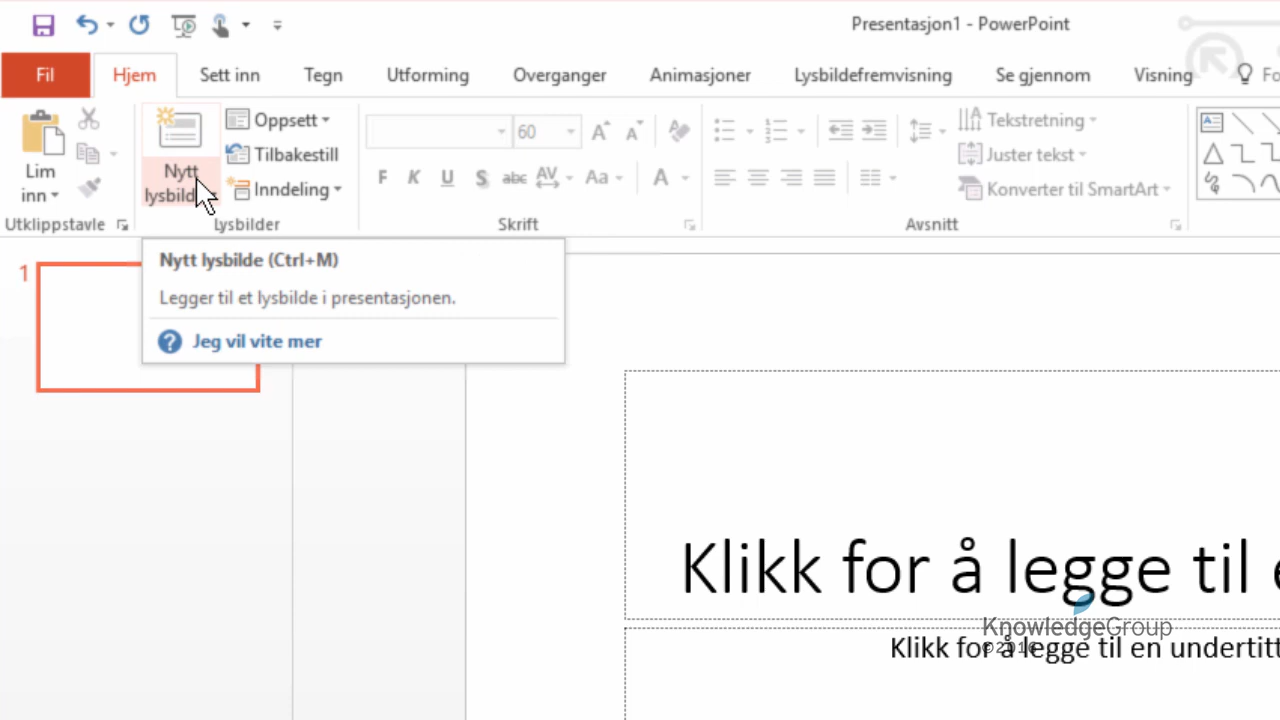 Presentasjon1 - PowerPoint
Fil Hjem Sett inn Tegn Utforming Overganger Animasjoner Lysbildefremvisning Se gjennom Visning
Lim
inn
Utklippstavle
Nytt
Oppsett
Tilbakestill
Inndeling
Lysbilder
60
F K U S abc AV Aa A
Skrift
Tekstretning
Juster tekst
Konverter til SmartArt
Avsnitt
Nytt lysbilde (Ctrl+M)
Legger til et lysbilde i presentasjonen.
Jeg vil vite mer
1
Klikk for å legge til
KnowledgeGroup
Klikk for å legge til en